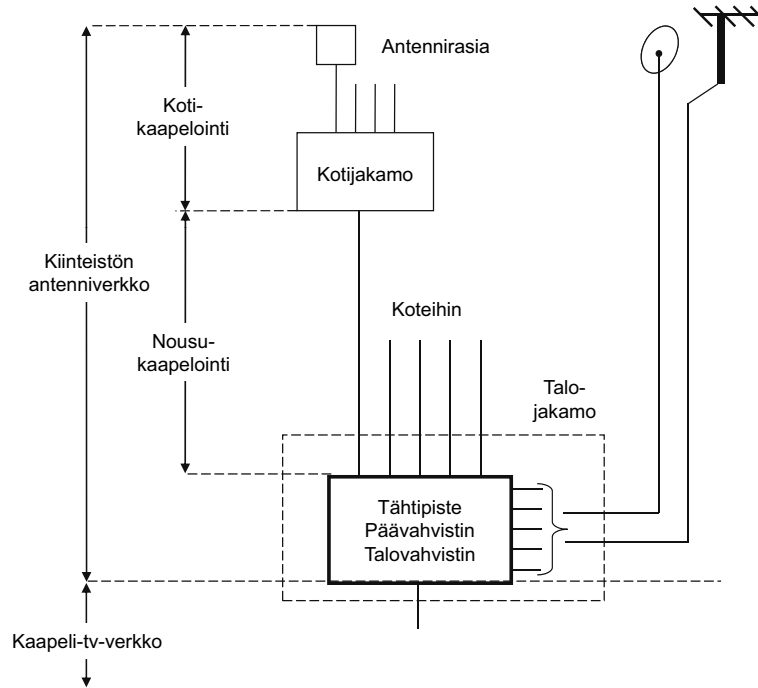 Antennirasia
Koti-
kaapelointi
Kotijakamo
Kiinteistön
antenniverkko
Koteihin
Nousu-
kaapelointi
Talo-
jakamo
Tähtipiste
Päävahvistin
Talovahvistin
Kaapeli-tv-verkko